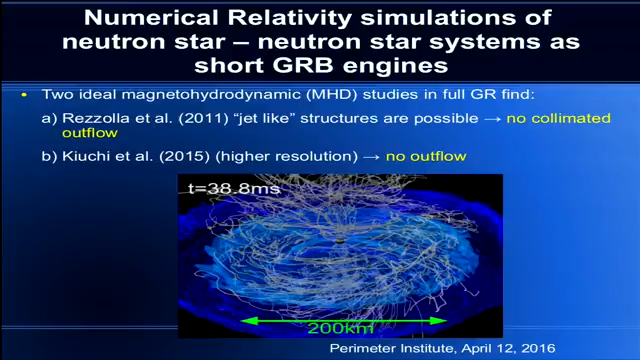 Numerical Relativity simulations of
neutron star – neutron star systems as
short GRB engines
• Two ideal magnetohydrodynamic (MHD) studies in full GR find:
a) Rezzolla et al. (2011) “jet like” structures are possible → no collimated
outflow
b) Kiuchi et al. (2015) (higher resolution) → no outflow
t=38.8ms
200km
Perimeter Institute, April 12, 2016